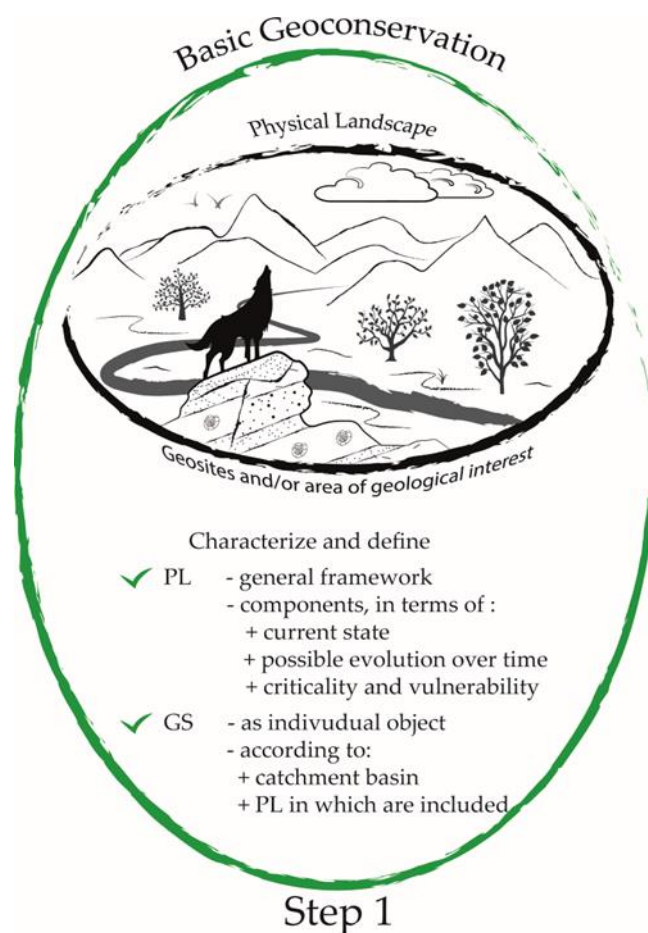 Basic Geoconservation
Physical Landscape
Geosites and/or area of geological interest
Characterize and define
PL - general framework
- components, in terms of :
+ current state
+ possible evolution over time
+ criticality and vulnerability
GS - as indivudual object
- according to:
+ catchment basin
+ PL in which are included
Step 1